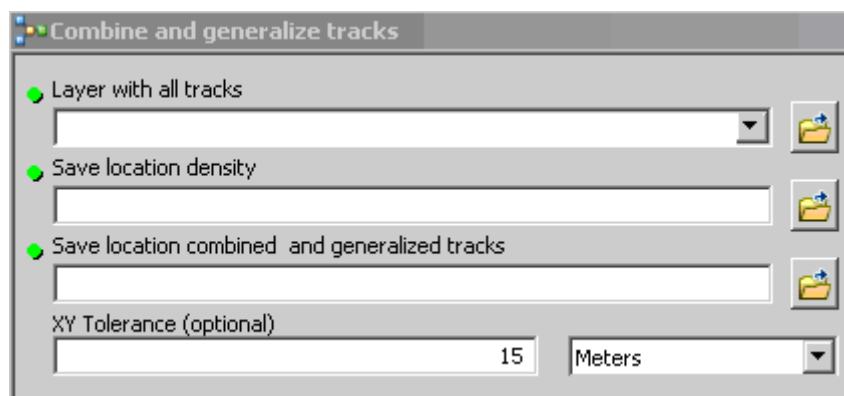 Combine and generalize tracks
Layer with all tracks
Save location density
Save location combined  and generalized tracks
XY Tolerance (optional)
15 Meters